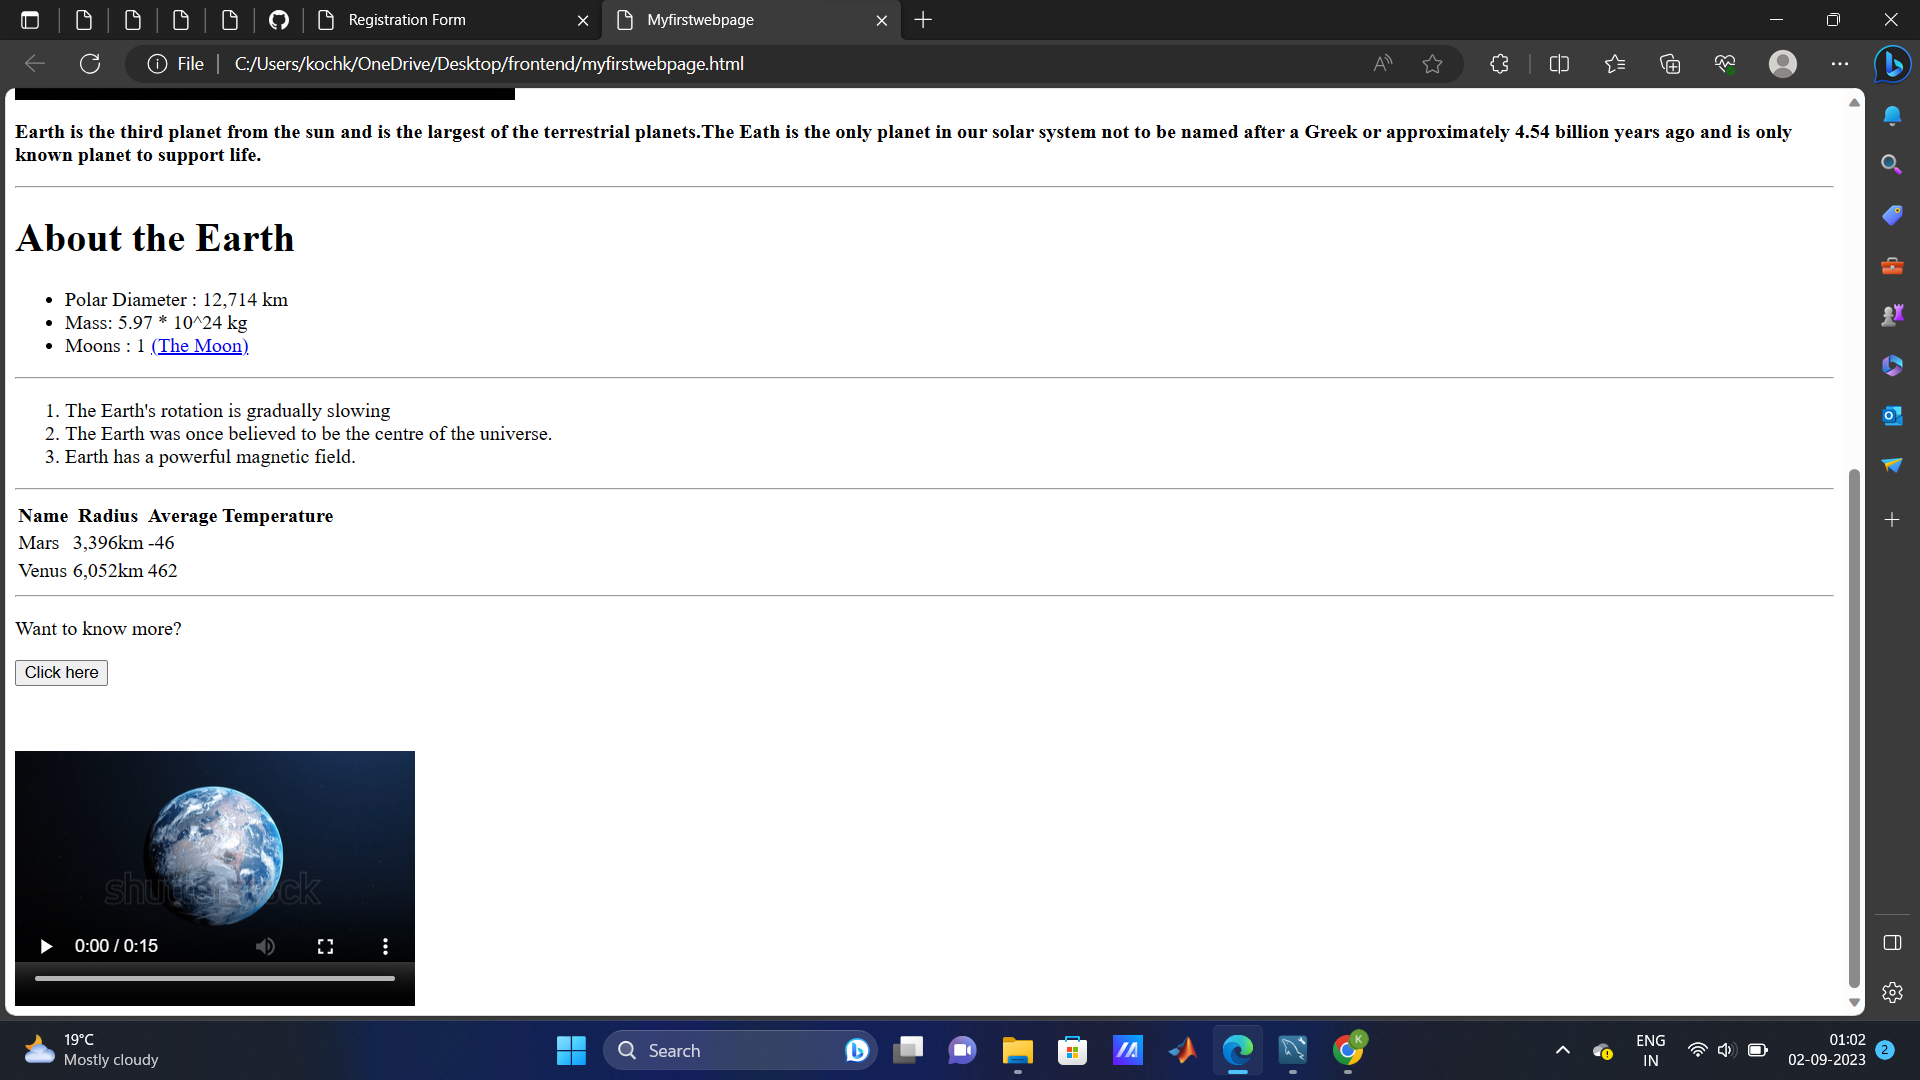 Registration Form
Myfirstwebpage
File
C:/Users/kochk/OneDrive/Desktop/frontend/myfirstwebpage.html
Earth is the third planet from the sun and is the largest of the terrestrial planets.The Eath is the only planet in our solar system not to be named after a Greek or approximately 4.54 billion years ago and is only
known planet to support life.
About the Earth
• Polar Diameter : 12,714 km
• Mass: 5.97 * 10^24 kg
• Moons : 1 (The Moon)
1. The Earth's rotation is gradually slowing
2. The Earth was once believed to be the centre of the universe.
3. Earth has a powerful magnetic field.
Name Radius Average Temperature
Mars 3,396km -46
Venus 6,052km 462
Want to know more?
Click here
shutterstock
0:00 / 0:15
19°C
Mostly cloudy
Search
K
ENG
IN
01:02
02-09-2023
2